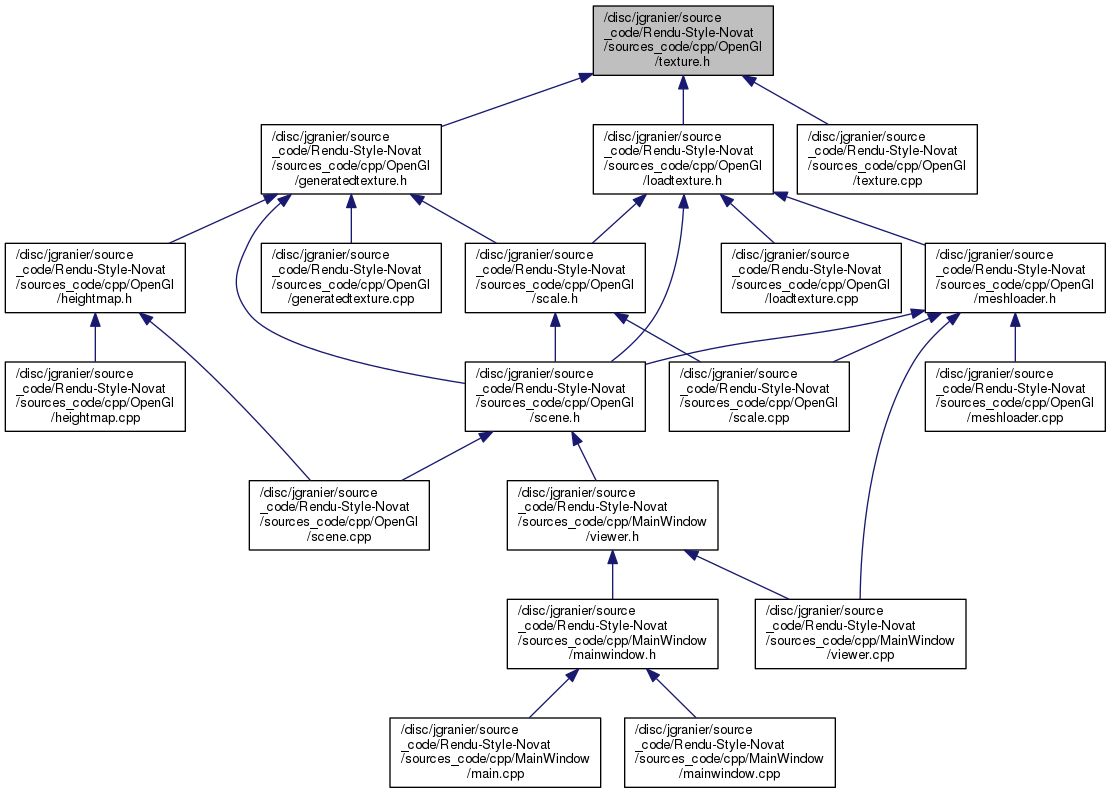 /disc/jgranier/source
_code/Rendu-Style-Novat
/sources_code/cpp/OpenGl
/texture.h
/disc/jgranier/source
_code/Rendu-Style-Novat
/sources_code/cpp/OpenGl
/generatedtexture.h
/disc/jgranier/source
_code/Rendu-Style-Novat
/sources_code/cpp/OpenGl
/loadtexture.h
/disc/jgranier/source
_code/Rendu-Style-Novat
/sources_code/cpp/OpenGl
/texture.cpp
/disc/jgranier/source
_code/Rendu-Style-Novat
/sources_code/cpp/OpenGl
/heightmap.h
/disc/jgranier/source
_code/Rendu-Style-Novat
/sources_code/cpp/OpenGl
/generatedtexture.cpp
/disc/jgranier/source
_code/Rendu-Style-Novat
/sources_code/cpp/OpenGl
/scale.h
/disc/jgranier/source
_code/Rendu-Style-Novat
/sources_code/cpp/OpenGl
/loadtexture.cpp
/disc/jgranier/source
_code/Rendu-Style-Novat
/sources_code/cpp/OpenGl
/meshloader.h
/disc/jgranier/source
_code/Rendu-Style-Novat
/sources_code/cpp/OpenGl
/heightmap.cpp
/disc/jgranier/source
_code/Rendu-Style-Novat
/sources_code/cpp/OpenGl
/scene.h
/disc/jgranier/source
_code/Rendu-Style-Novat
/sources_code/cpp/OpenGl
/scale.cpp
/disc/jgranier/source
_code/Rendu-Style-Novat
/sources_code/cpp/OpenGl
/meshloader.cpp
/disc/jgranier/source
_code/Rendu-Style-Novat
/sources_code/cpp/OpenGl
/scene.cpp
/disc/jgranier/source
_code/Rendu-Style-Novat
/sources_code/cpp/MainWindow
/viewer.h
/disc/jgranier/source
_code/Rendu-Style-Novat
/sources_code/cpp/MainWindow
/mainwindow.h
/disc/jgranier/source
_code/Rendu-Style-Novat
/sources_code/cpp/MainWindow
/viewer.cpp
/disc/jgranier/source
_code/Rendu-Style-Novat
/sources_code/cpp/MainWindow
/main.cpp
/disc/jgranier/source
_code/Rendu-Style-Novat
/sources_code/cpp/MainWindow
/mainwindow.cpp